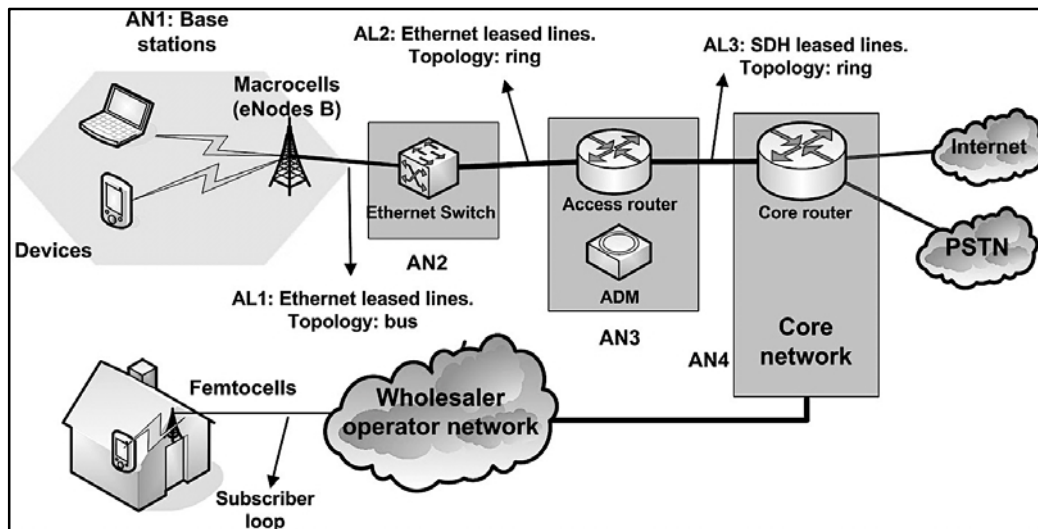 AN1: Base
stations
AL2: Ethernet leased lines.
Topology: ring
AL3: SDH leased lines.
Topology: ring
Macrocells
(eNodes B)
Internet
Ethernet Switch
Access router
Core router
Devices
AN2
PSTN
ADM
AL1: Ethernet leased lines.
Topology: bus
AN3
Core
network
AN4
Femtocells
Wholesaler
operator network
Subscriber
loop